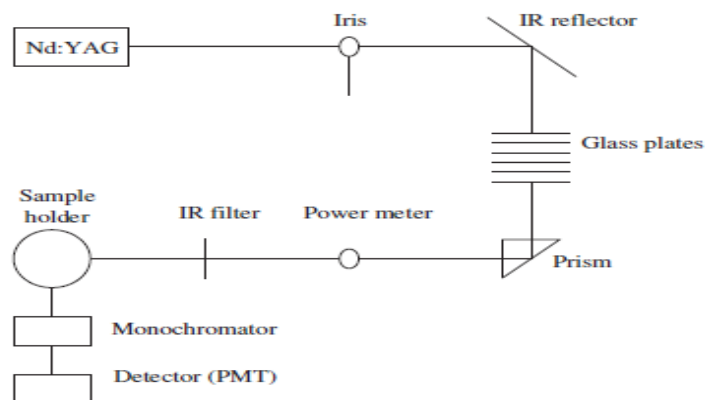 Iris
IR reflector
Nd:YAG
Glass plates
Sample
holder
IR filter
Power meter
Prism
Monochromator
Detector (PMT)